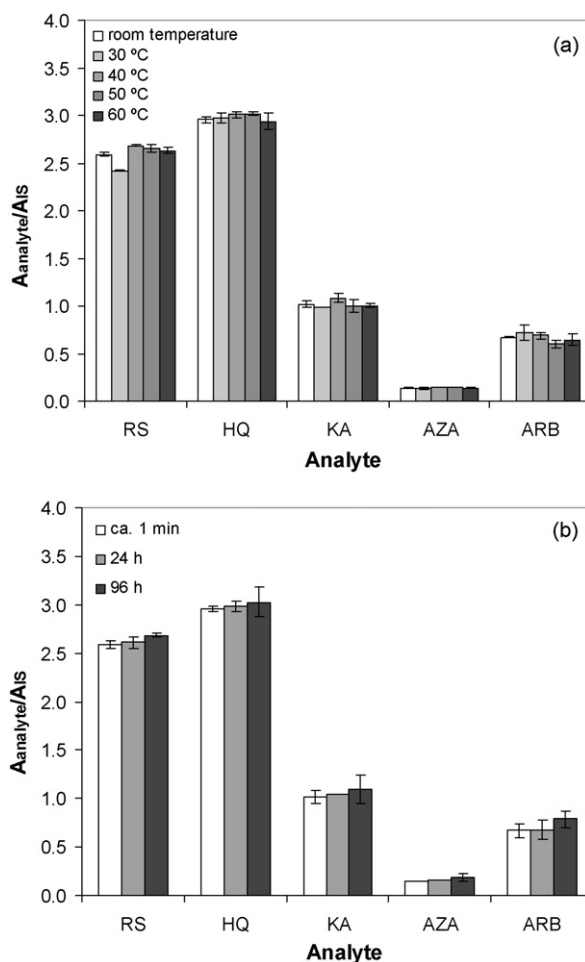 4.0
3.5
3.0
2.5
2.0
1.5
1.0
0.5
0.0
Aanalyte/AIS
room temperature
30 ºC
40 ºC
50 ºC
60 ºC
(a)
RS HQ KA AZA ARB
Analyte
4.0
3.5
3.0
2.5
2.0
1.5
1.0
0.5
0.0
Aanalyte/AIS
ca. 1 min
24 h
96 h
(b)
RS HQ KA AZA ARB
Analyte